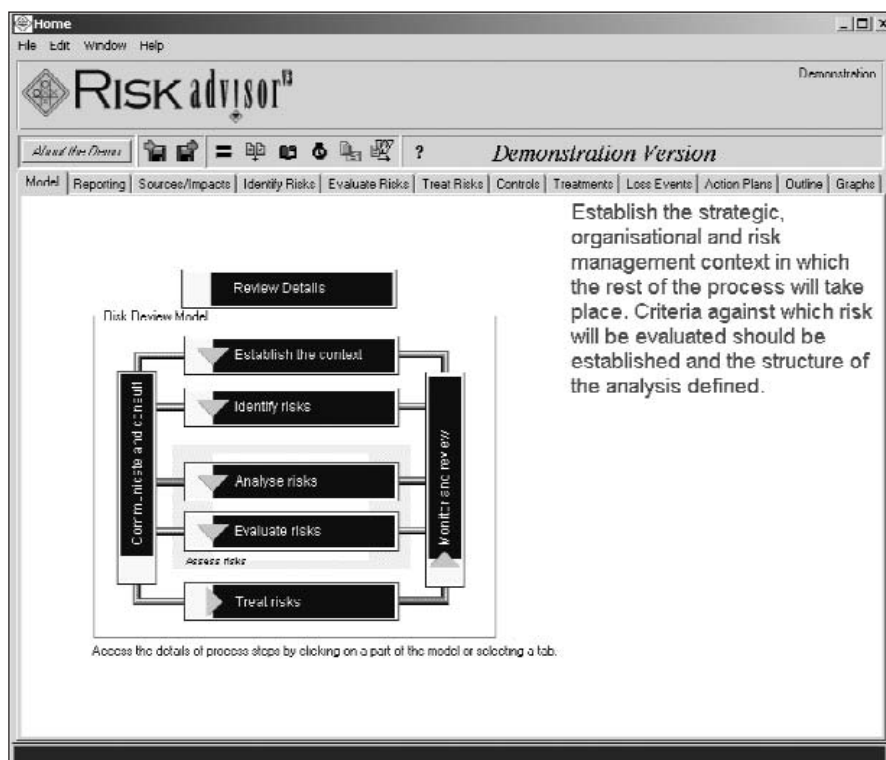 Home
File Edit Window Help
RISK advisor V3
Demonstration
About the Demo
? Demonstration Version
Model Reporting Sources/Impacts Identify Risks Evaluate Risks Treat Risks Controls Treatments Loss Events Action Plans Outline Graphs
Establish the strategic,
organisational and risk
management context in which
the rest of the process will take
place. Criteria against which risk
will be evaluated should be
established and the structure of
the analysis defined.
Review Details
Risk Review Model
Establish the context
Identify risks
Communicate and consult
Monitor and review
Analyse risks
Evaluate risks
Assess risks
Treat risks
Access the details of process steps by clicking on a part of the model or selecting a tab.